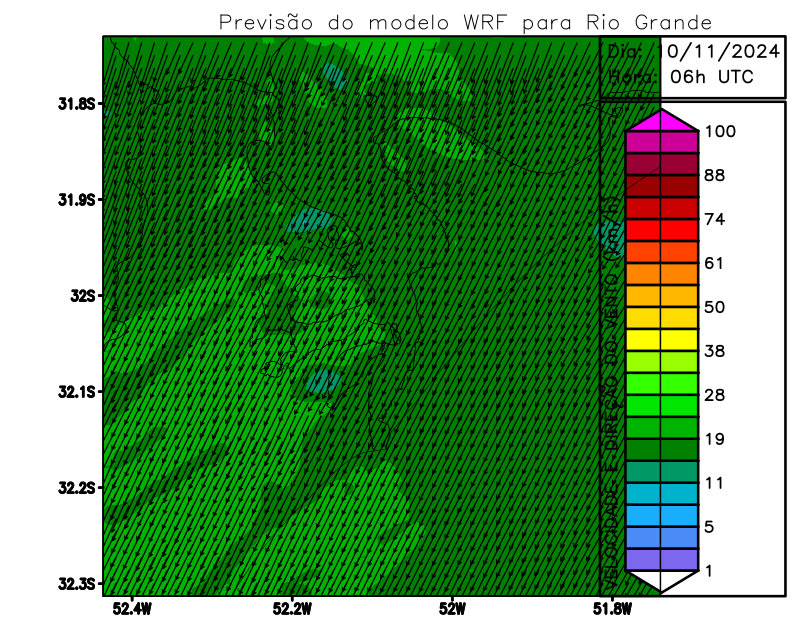 Previsão do modelo WRF para Rio Grande
Dia: 10/11/2024
Hora: 06h UTC
31.8S
31.9S
32S
32.1S
32.2S
32.3S
52.4W
52.2W
52W
51.8W
VELOCIDADE E DIREÇÃO DO VENTO (km/h)
100
88
74
61
50
38
28
19
11
5
1